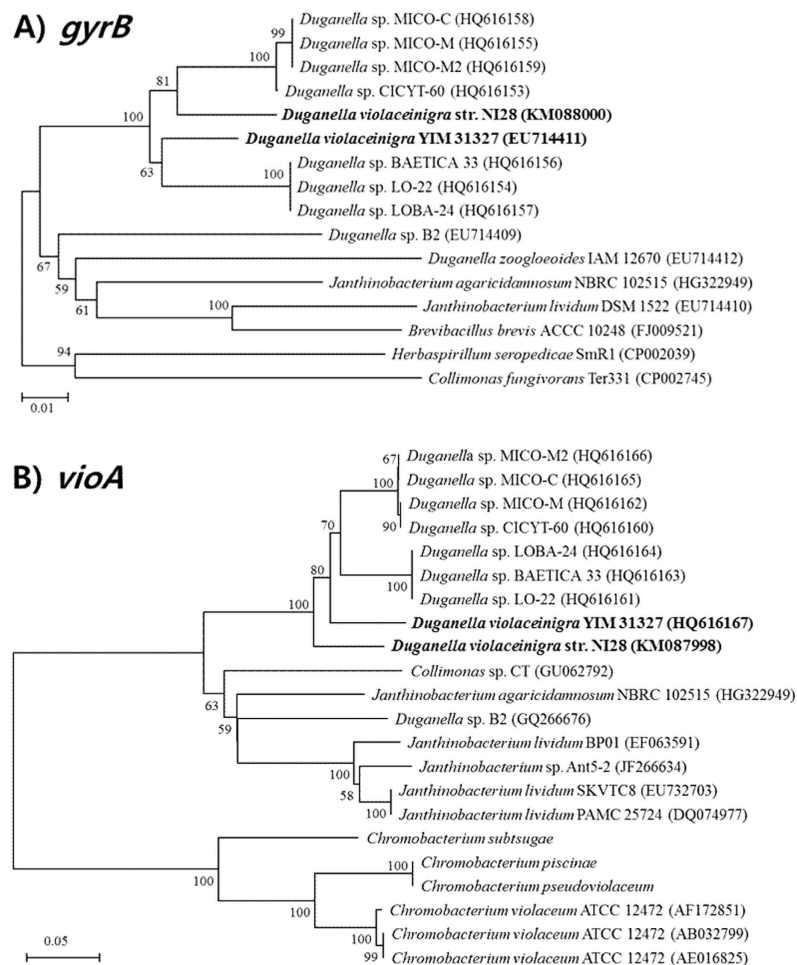 A) gyrB
99
Duganella sp. MICO-C (HQ616158)
Duganella sp. MICO-M (HQ616155)
100
Duganella sp. MICO-M2 (HQ616159)
81
Duganella sp. CICYT-60 (HQ616153)
Duganella violaceinigra str. NI28 (KM088000)
100
Duganella violaceinigra YIM 31327 (EU714411)
Duganella sp. BAETICA 33 (HQ616156)
63
100
Duganella sp. LO-22 (HQ616154)
Duganella sp. LOBA-24 (HQ616157)
Duganella sp. B2 (EU714409)
67
Duganella zoogloeoides IAM 12670 (EU714412)
59
Janthinobacterium agaricidamnosum NBRC 102515 (HG322949)
61
100
Janthinobacterium lividum DSM 1522 (EU714410)
Brevibacillus brevis ACCC 10248 (FJ009521)
94
Herbaspirillum seropedicae SmR1 (CP002039)
Collimonas fungivorans Ter331 (CP002745)
0.01
B) vioA
67
Duganella sp. MICO-M2 (HQ616166)
100
Duganella sp. MICO-C (HQ616165)
Duganella sp. MICO-M (HQ616162)
70
90
Duganella sp. CICYT-60 (HQ616160)
Duganella sp. LOBA-24 (HQ616164)
80
100
Duganella sp. BAETICA 33 (HQ616163)
Duganella sp. LO-22 (HQ616161)
100
Duganella violaceinigra YIM 31327 (HQ616167)
Duganella violaceinigra str. NI28 (KM087998)
Collimonas sp. CT (GU062792)
63
Janthinobacterium agaricidamnosum NBRC 102515 (HG322949)
59
Duganella sp. B2 (GQ266676)
Janthinobacterium lividum BP01 (EF063591)
100
Janthinobacterium sp. Ant5-2 (JF266634)
58
Janthinobacterium lividum SKVTC8 (EU732703)
100
Janthinobacterium lividum PAMC 25724 (DQ074977)
Chromobacterium subtsugae
100
100
Chromobacterium piscinae
Chromobacterium pseudoviolaceum
100
Chromobacterium violaceum ATCC 12472 (AF172851)
100
Chromobacterium violaceum ATCC 12472 (AB032799)
99
Chromobacterium violaceum ATCC 12472 (AE016825)
0.05